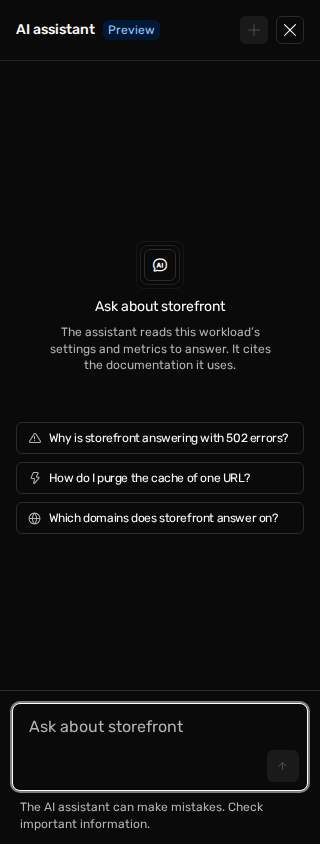 AI assistant Preview
AI
Ask about storefront
The assistant reads this workload's
settings and metrics to answer. It cites
the documentation it uses.
Why is storefront answering with 502 errors?
How do I purge the cache of one URL?
Which domains does storefront answer on?
Ask about storefront
The AI assistant can make mistakes. Check
important information.